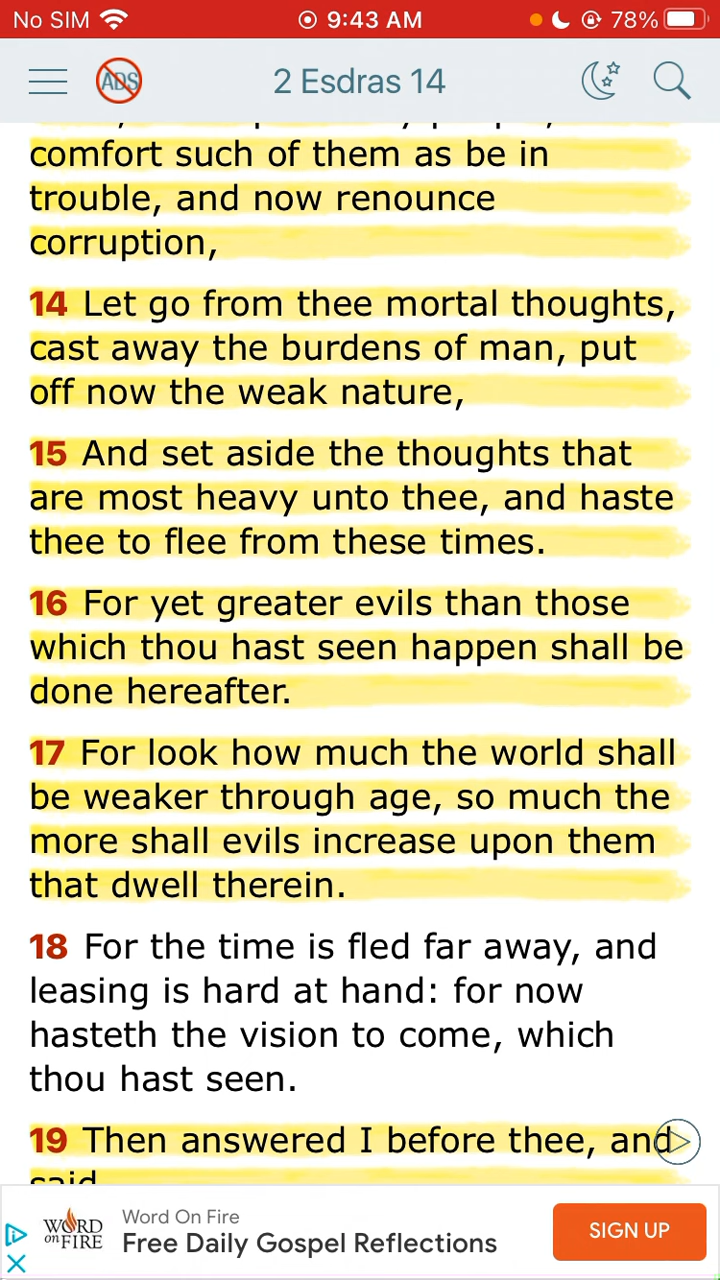 No SIM 9:43 AM 78%
ADS 2 Esdras 14
comfort such of them as be in
trouble, and now renounce
corruption,
14 Let go from thee mortal thoughts,
cast away the burdens of man, put
off now the weak nature,
15 And set aside the thoughts that
are most heavy unto thee, and haste
thee to flee from these times.
16 For yet greater evils than those
which thou hast seen happen shall be
done hereafter.
17 For look how much the world shall
be weaker through age, so much the
more shall evils increase upon them
that dwell therein.
18 For the time is fled far away, and
leasing is hard at hand: for now
hasteth the vision to come, which
thou hast seen.
19 Then answered I before thee, and
said
WORD
on FIRE
Word On Fire
Free Daily Gospel Reflections
SIGN UP